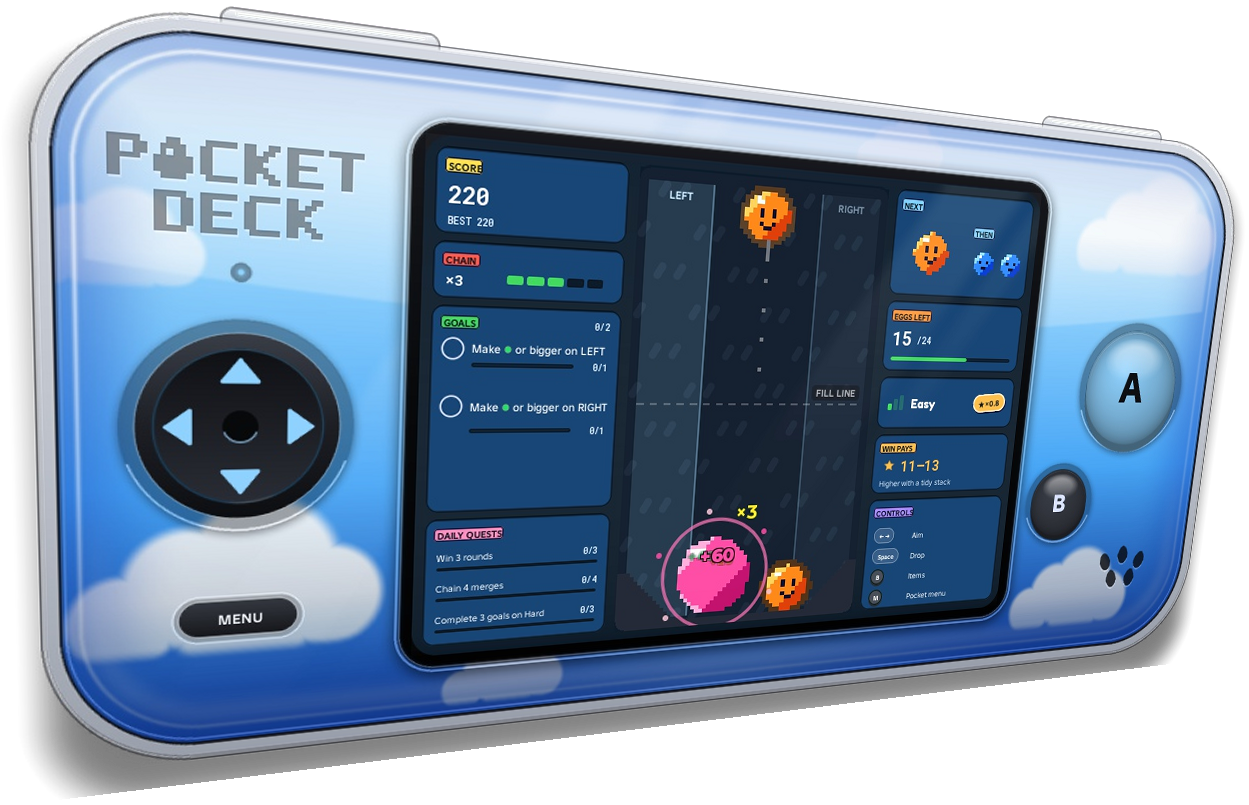 POCKET
DECK
MENU
SCORE
220
BEST 220
CHAIN
×3
GOALS
0/2
Make ● or bigger on LEFT
0/1
Make ● or bigger on RIGHT
0/1
DAILY QUESTS
Win 3 rounds 0/3
Chain 4 merges 0/4
Complete 3 goals on Hard 0/3
LEFT
RIGHT
FILL LINE
×3
+60
NEXT
THEN
EGGS LEFT
15 /24
Easy
★×0.8
WIN PAYS
★ 11–13
Higher with a tidy stack
CONTROLS
←→ Aim
Space Drop
B Items
M Pocket menu
A
B